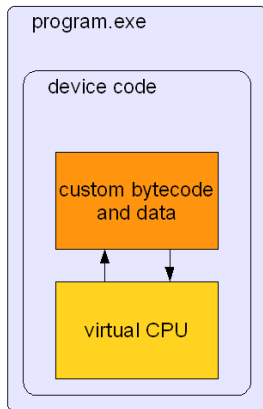 program.exe
device code
custom bytecode
and data
virtual CPU